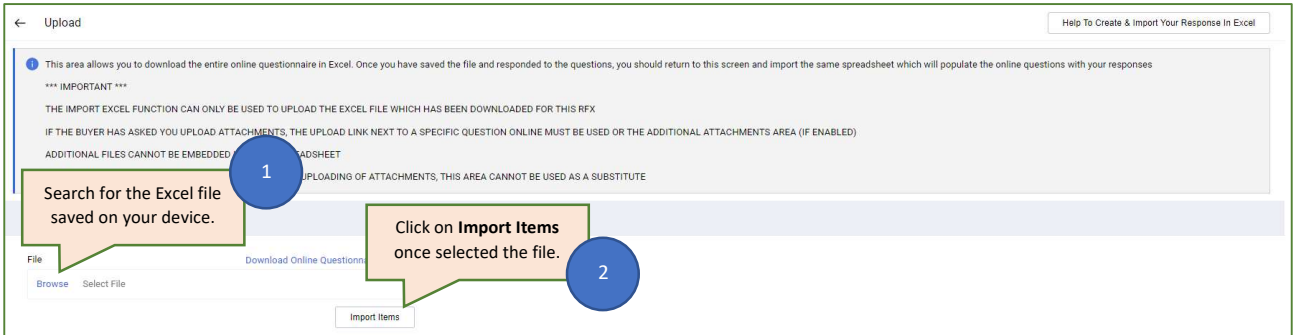 Upload
Help To Create & Import Your Response In Excel
This area allows you to download the entire online questionnaire in Excel. Once you have saved the file and responded to the questions, you should return to this screen and import the same spreadsheet which will populate the online questions with your responses
*** IMPORTANT ***
THE IMPORT EXCEL FUNCTION CAN ONLY BE USED TO UPLOAD THE EXCEL FILE WHICH HAS BEEN DOWNLOADED FOR THIS RFX
IF THE BUYER HAS ASKED YOU UPLOAD ATTACHMENTS, THE UPLOAD LINK NEXT TO A SPECIFIC QUESTION ONLINE MUST BE USED OR THE ADDITIONAL ATTACHMENTS AREA (IF ENABLED)
ADDITIONAL FILES CANNOT BE EMBEDDED
UPLOADING OF ATTACHMENTS, THIS AREA CANNOT BE USED AS A SUBSTITUTE
1
Search for the Excel file
saved on your device.
Click on Import Items
once selected the file.
2
File
Download Online
Browse Select File
Import Items